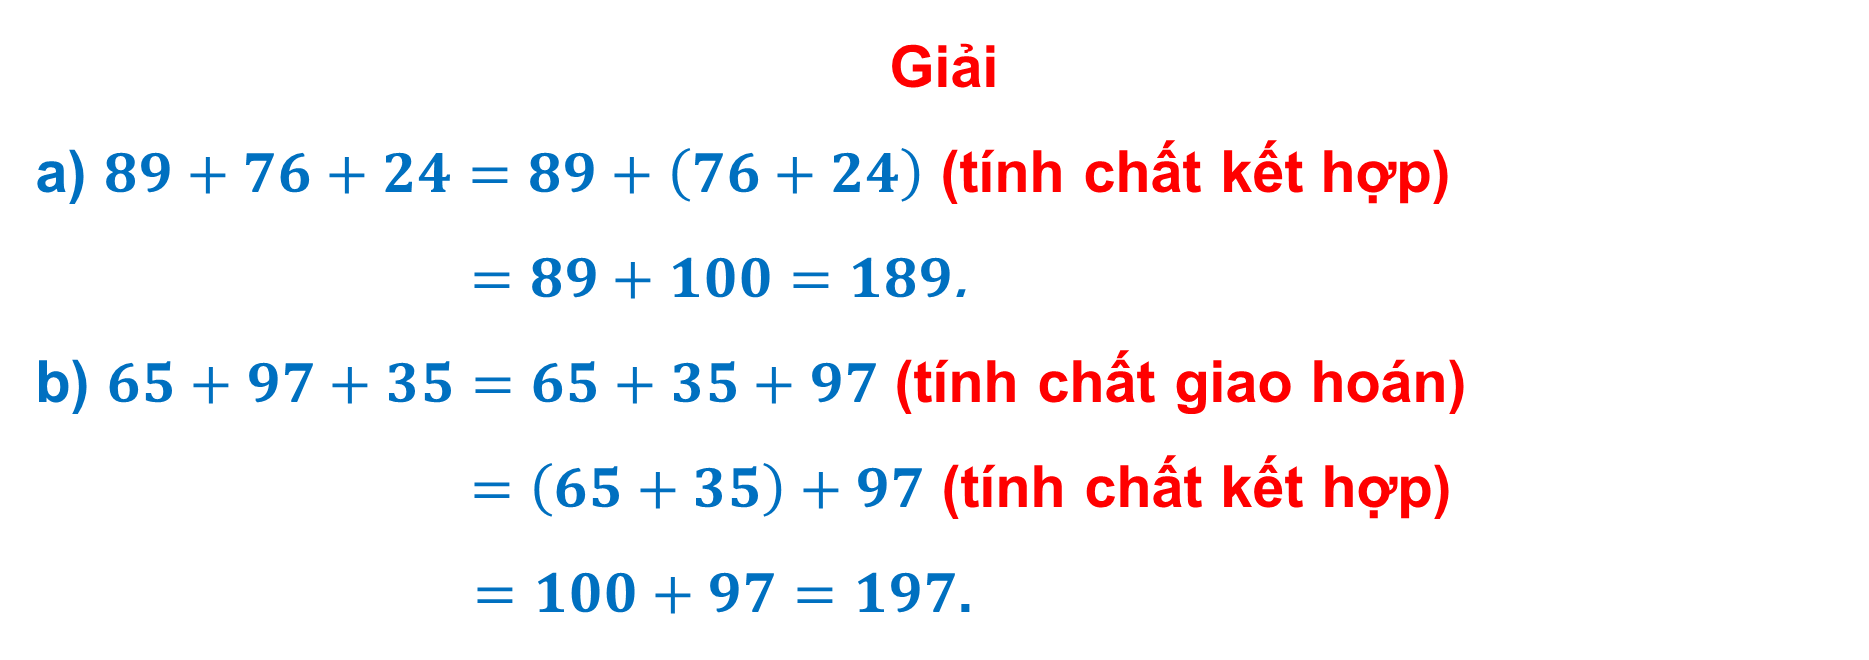 Giải
a) 89 + 76 + 24 = 89 + (76 + 24) (tính chất kết hợp)
= 89 + 100 = 189.
b) 65 + 97 + 35 = 65 + 35 + 97 (tính chất giao hoán)
= (65 + 35) + 97 (tính chất kết hợp)
= 100 + 97 = 197.